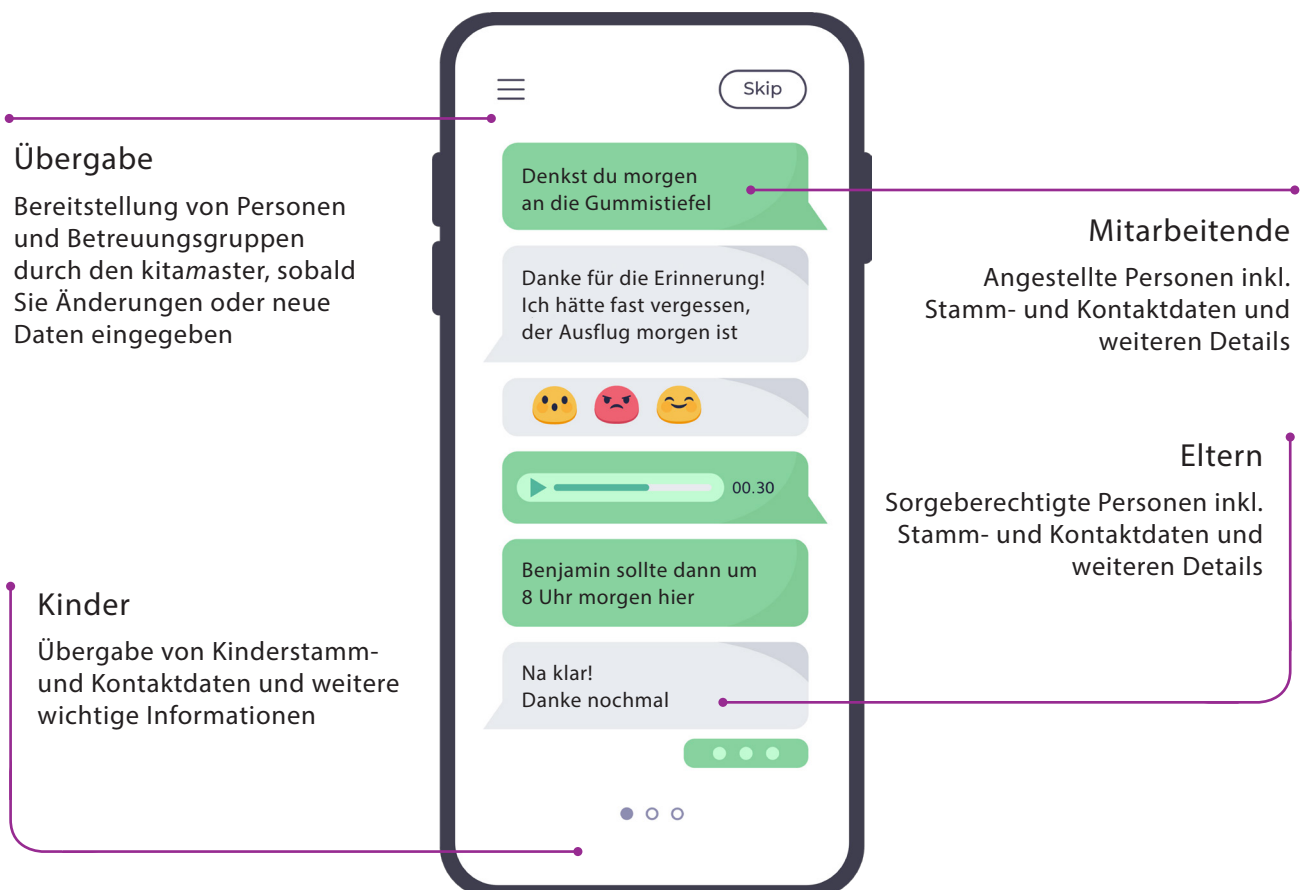 Skip
Übergabe
Bereitstellung von Personen
und Betreuungsgruppen
durch den kitamaster, sobald
Sie Änderungen oder neue
Daten eingegeben
Denkst du morgen
an die Gummistiefel
Mitarbeitende
Angestellte Personen inkl.
Stamm- und Kontaktdaten und
weiteren Details
Danke für die Erinnerung!
Ich hätte fast vergessen,
der Ausflug morgen ist
00.30
Eltern
Sorgeberechtigte Personen inkl.
Stamm- und Kontaktdaten und
weiteren Details
Benjamin sollte dann um
8 Uhr morgen hier
Kinder
Übergabe von Kinderstamm-
und Kontaktdaten und weitere
wichtige Informationen
Na klar!
Danke nochmal